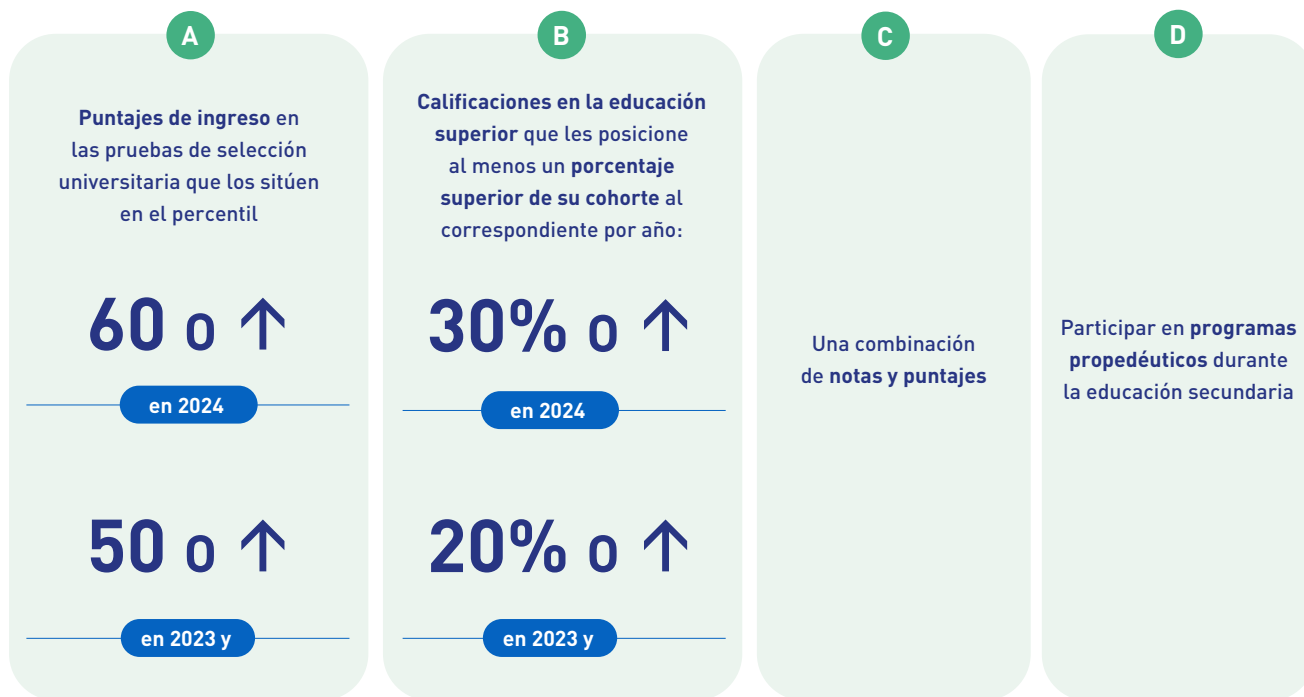 A
Puntajes de ingreso en
las pruebas de selección
universitaria que los sitúen
en el percentil
60 o ↑
en 2024
50 o ↑
en 2023 y
B
Calificaciones en la educación
superior que les posicione
al menos un porcentaje
superior de su cohorte al
correspondiente por año:
30% o ↑
en 2024
20% o ↑
en 2023 y
C
Una combinación
de notas y puntajes
D
Participar en programas
propedéuticos durante
la educación secundaria